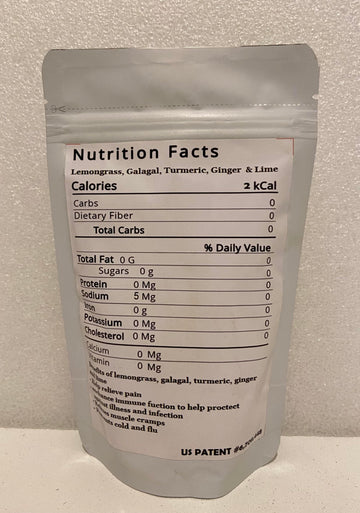 Nutrition Facts
Lemongrass, Galagal, Turmeric, Ginger & Lime
Calories 2 kCal
Carbs 0
Dietary Fiber 0
Total Carbs 0
% Daily Value
Total Fat 0 G 0
Sugars 0 g 0
Protein 0 Mg 0
Sodium 5 Mg 0
Iron 0 g 0
Potassium 0 Mg 0
Cholesterol 0 Mg 0
Calcium 0 Mg
Vitamin 0 Mg
of lemongrass, galagal, turmeric, ginger
lime
relieve pain
immune fuction to help proctect
illness and infection
muscle cramps
cold and flu
US PATENT